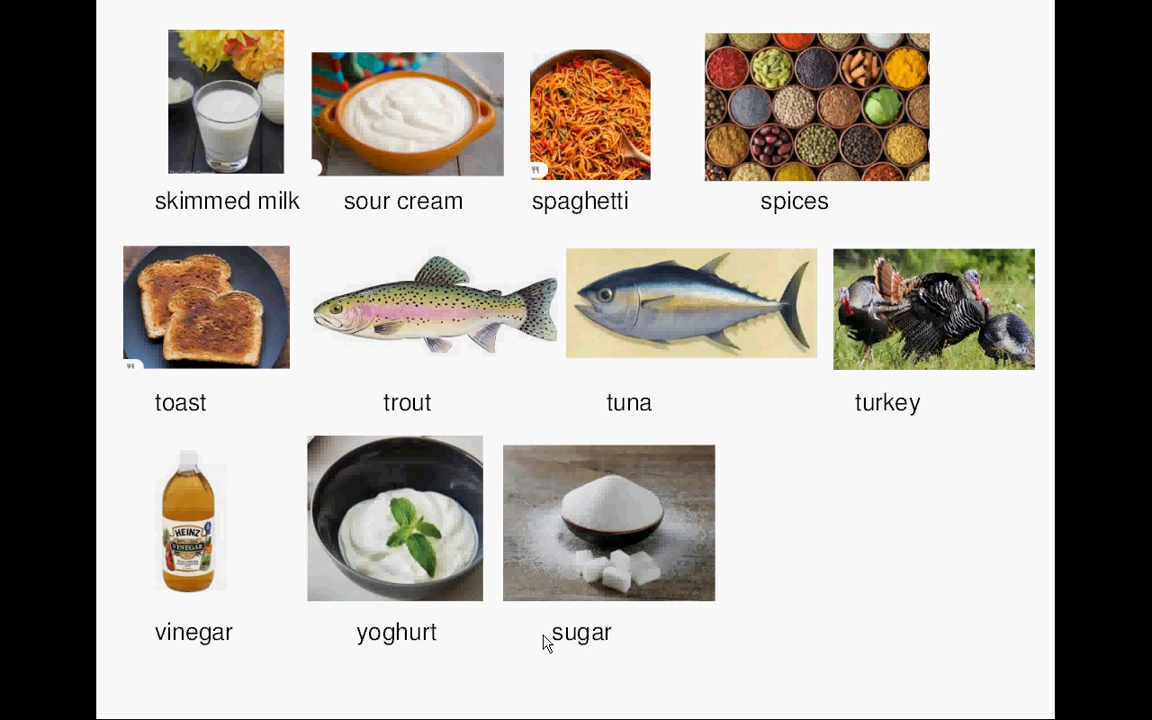 skimmed milk sour cream spaghetti spices
toast trout tuna turkey
HEINZ
VINEGAR
vinegar yoghurt sugar